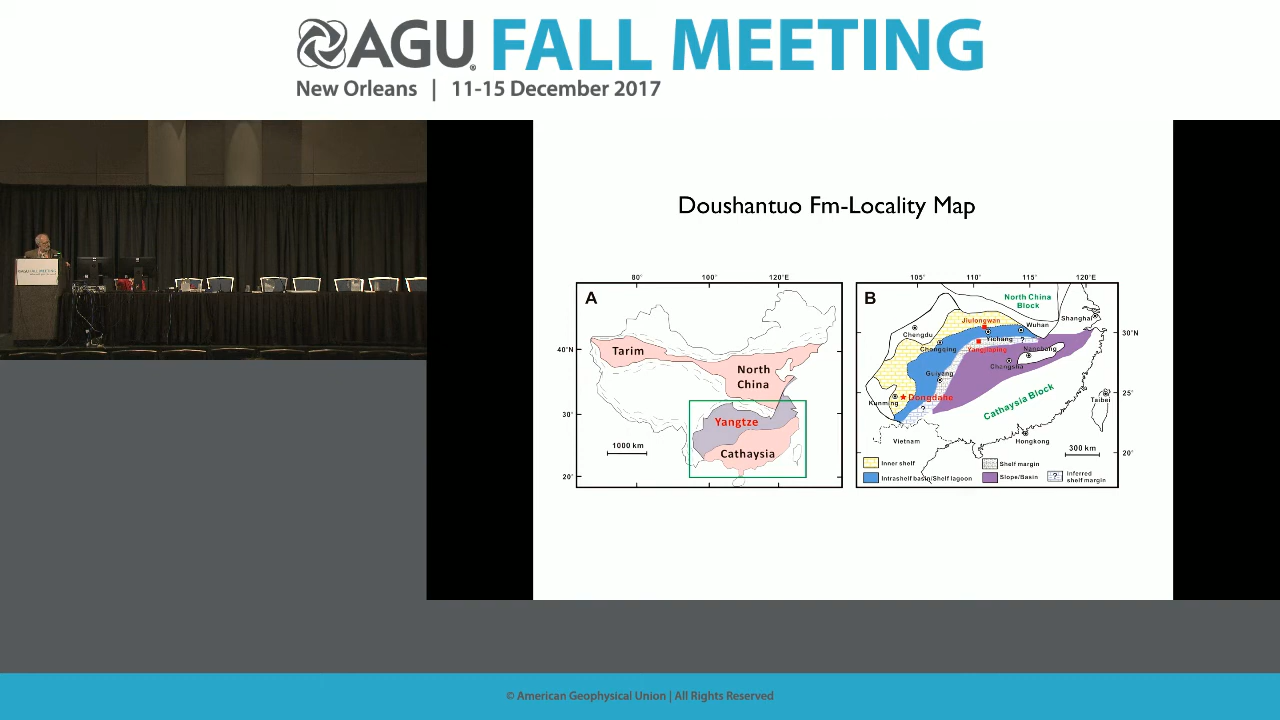 AGU FALL MEETING
New Orleans | 11-15 December 2017
AGU FALL MEETING
Doushantuo Fm-Locality Map
80° 100° 120°E
A
40°N
30°
20°
Tarim
North
China
Yangtze
Cathaysia
1000 km
105° 110° 115° 120°E
B
30°N
25°
20°
North China
Block
Shanghai
Jiulongwan
Wuhan
Chengdu
Yichang
?
Chongqing
Yangjiaping
Nanchang
Changsha
Guiyang
Kunming
Dongdahe
Cathaysia Block
Taibei
?
Vietnam
Hongkong
300 km
Inner shelf
Shelf margin
Intrashelf basin/Shelf lagoon
Slope/Basin
?
Inferred
shelf margin
© American Geophysical Union | All Rights Reserved